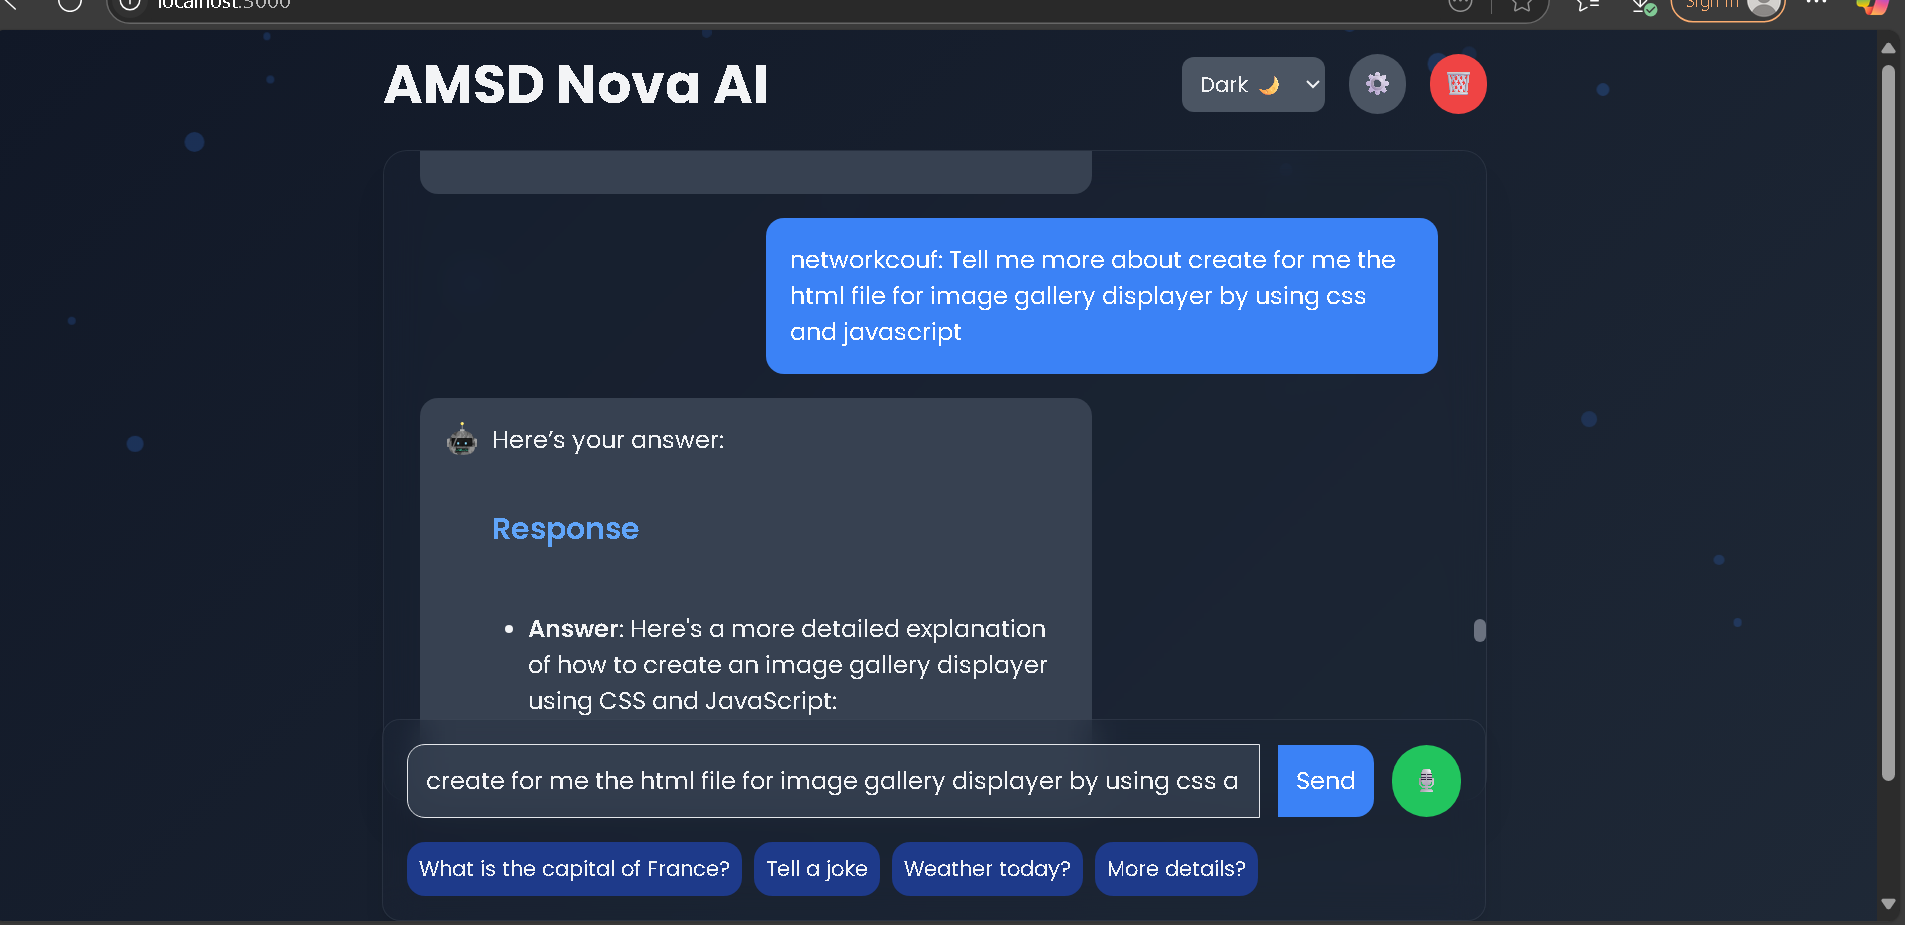 localhost:3000
Sign in
AMSD Nova AI
Dark
networkcouf: Tell me more about create for me the
html file for image gallery displayer by using css
and javascript
Here’s your answer:
Response
Answer: Here's a more detailed explanation
of how to create an image gallery displayer
using CSS and JavaScript:
create for me the html file for image gallery displayer by using css a
Send
What is the capital of France?
Tell a joke
Weather today?
More details?